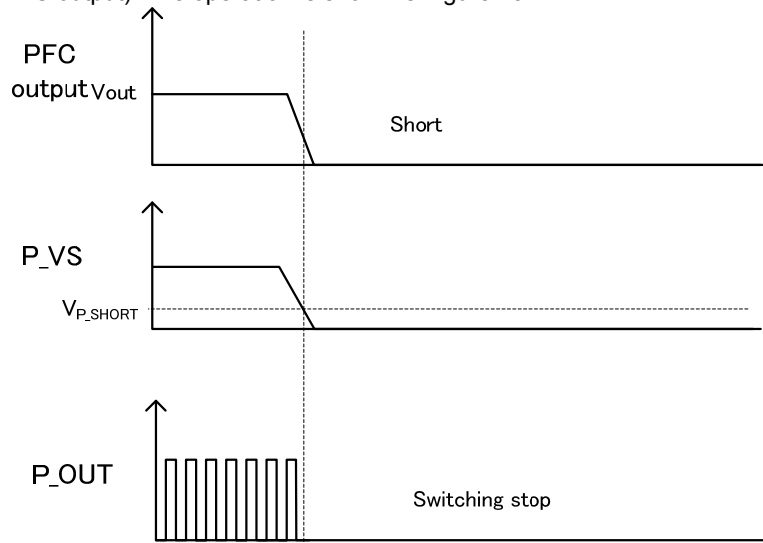 PFC
output Vout
Short
P_VS
VP_SHORT
P_OUT
Switching stop